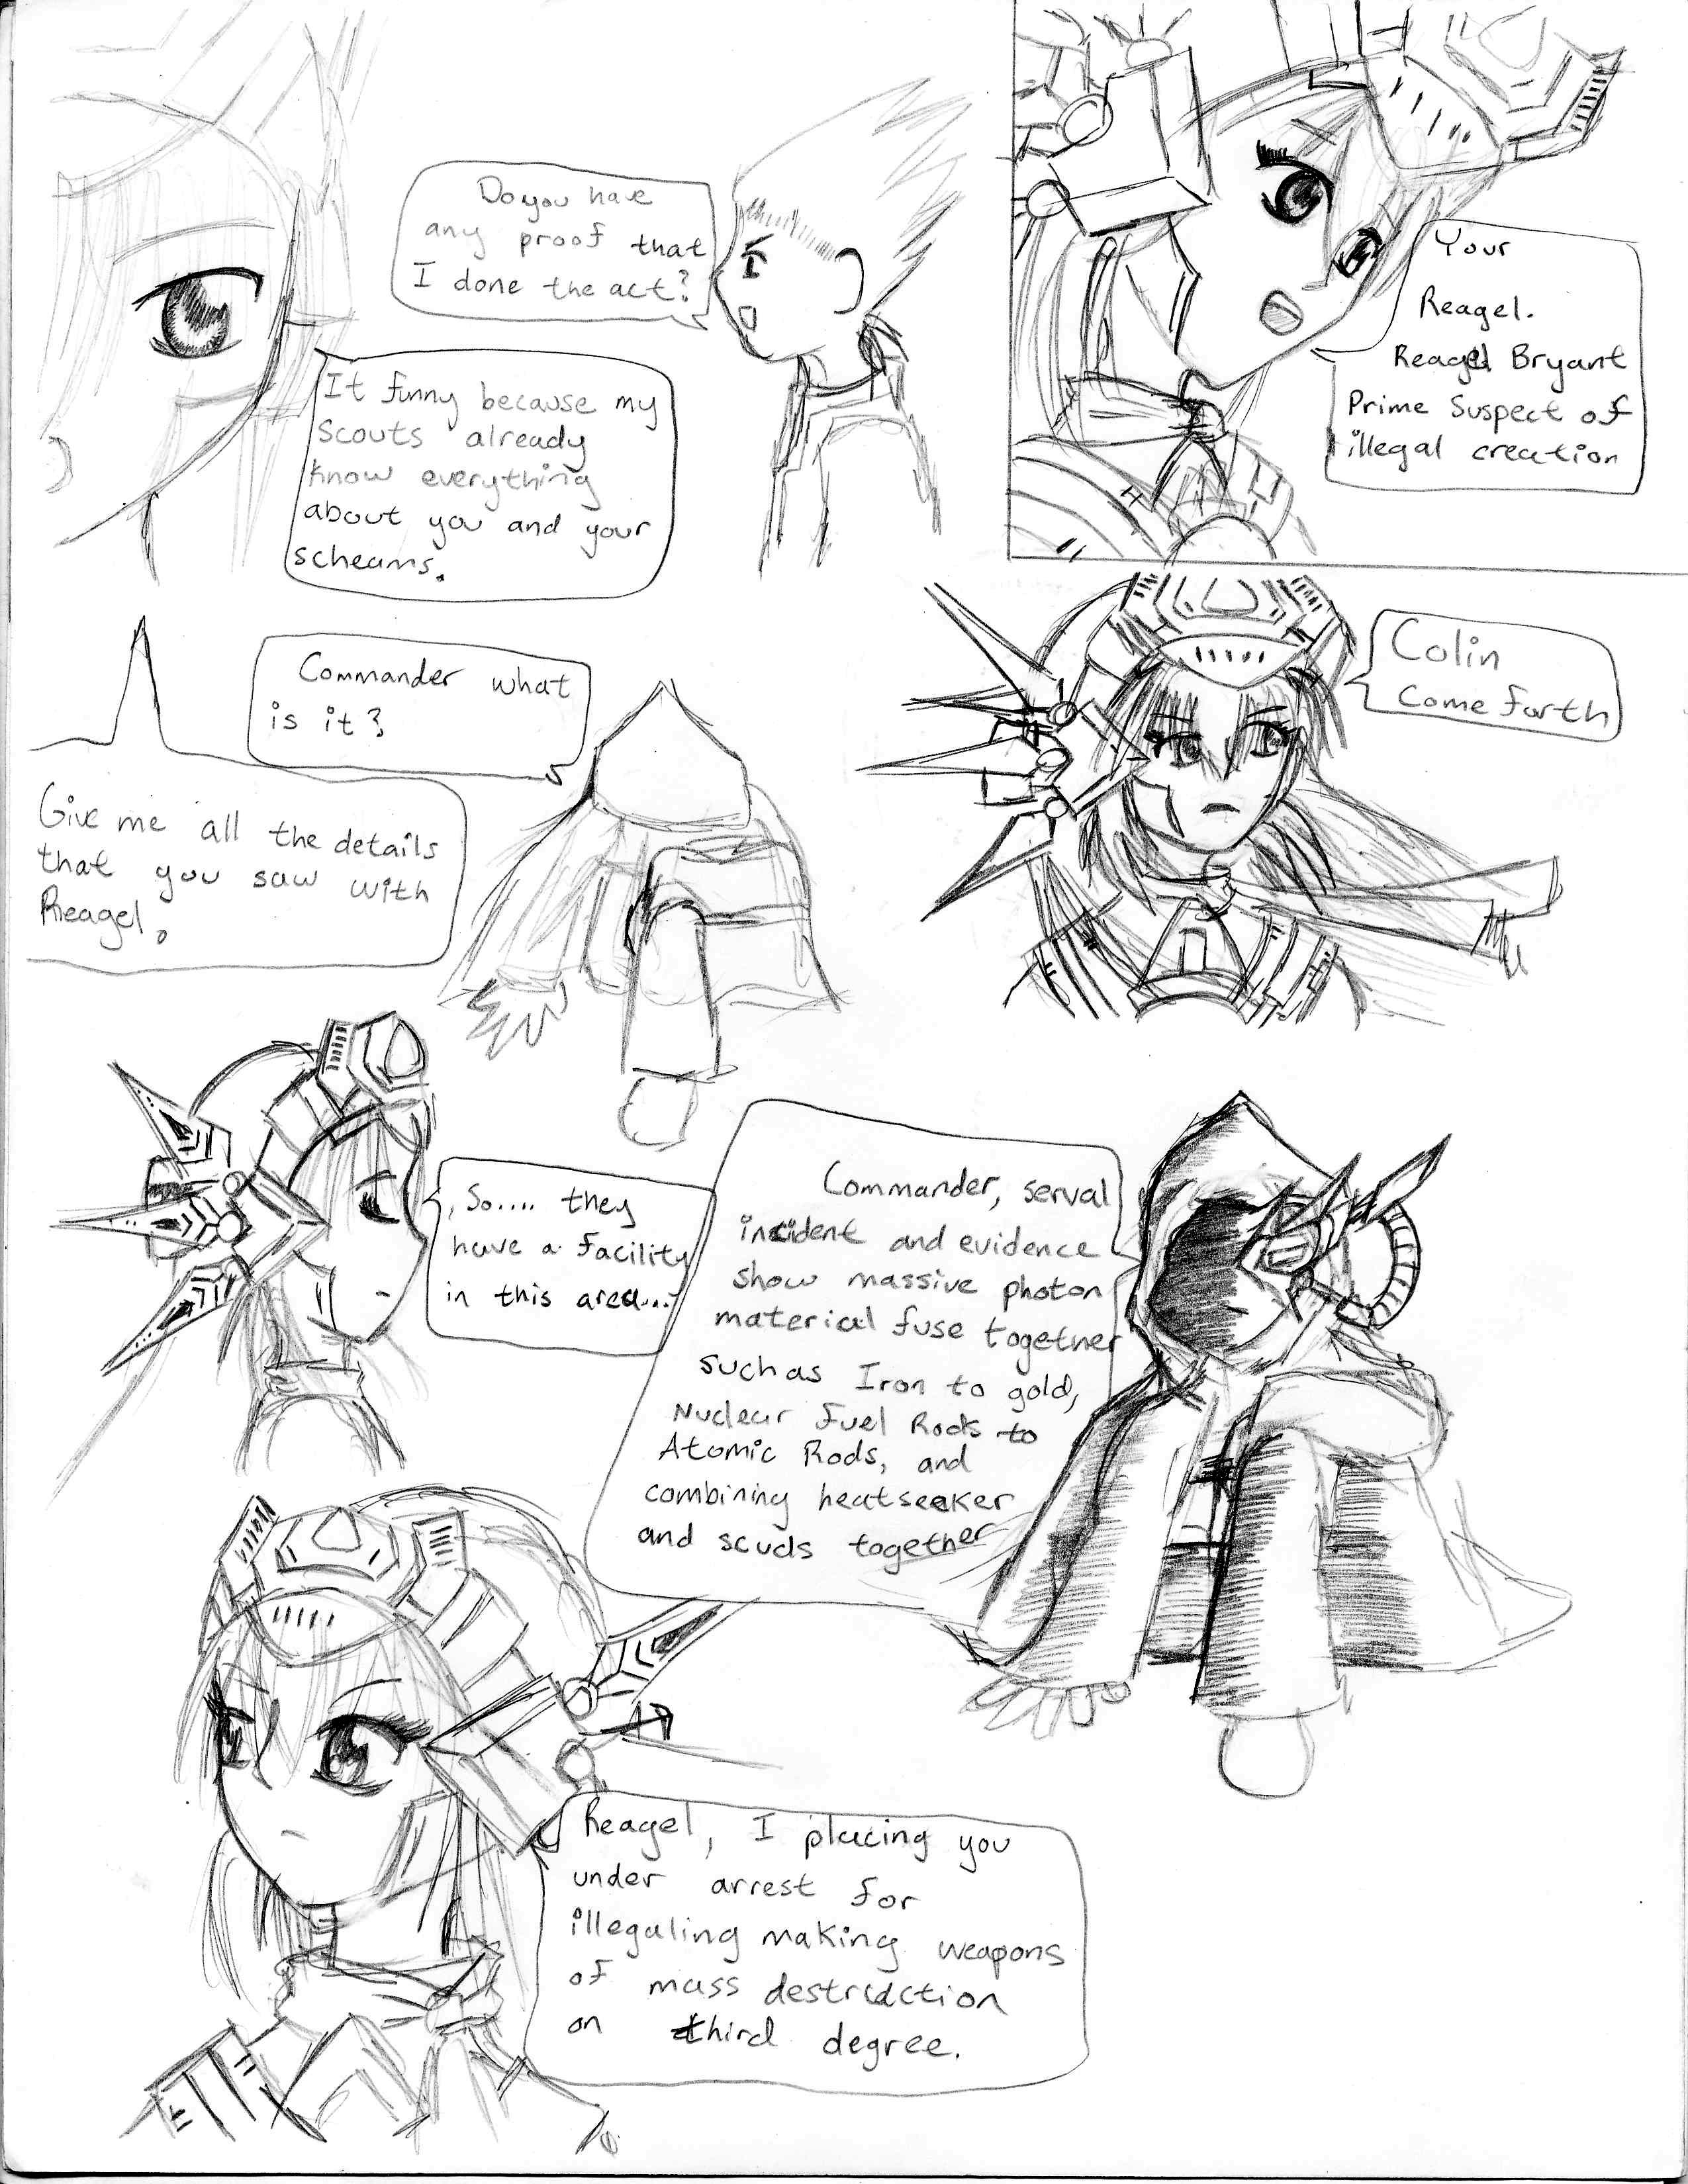 Your
Reagel.
Reagel Bryant
Prime Suspect of
illegal creation
Do you have
any proof that
I done the act?
It funny because my
scouts already
know everything
about you and your
scheams.
Colin
come forth
Commander what
is it?
Give me all the details
that you saw with
Reagel.
Commander, serval
incident and evidence
show massive photon
material fuse together
such as Iron to gold,
Nuclear Fuel Rods to
Atomic Rods, and
combining heatseeker
and scuds together
So.... they
have a facility
in this area....?
Reagel, I placing you
under arrest for
illegaling making weapons
of mass destruction
on third degree.